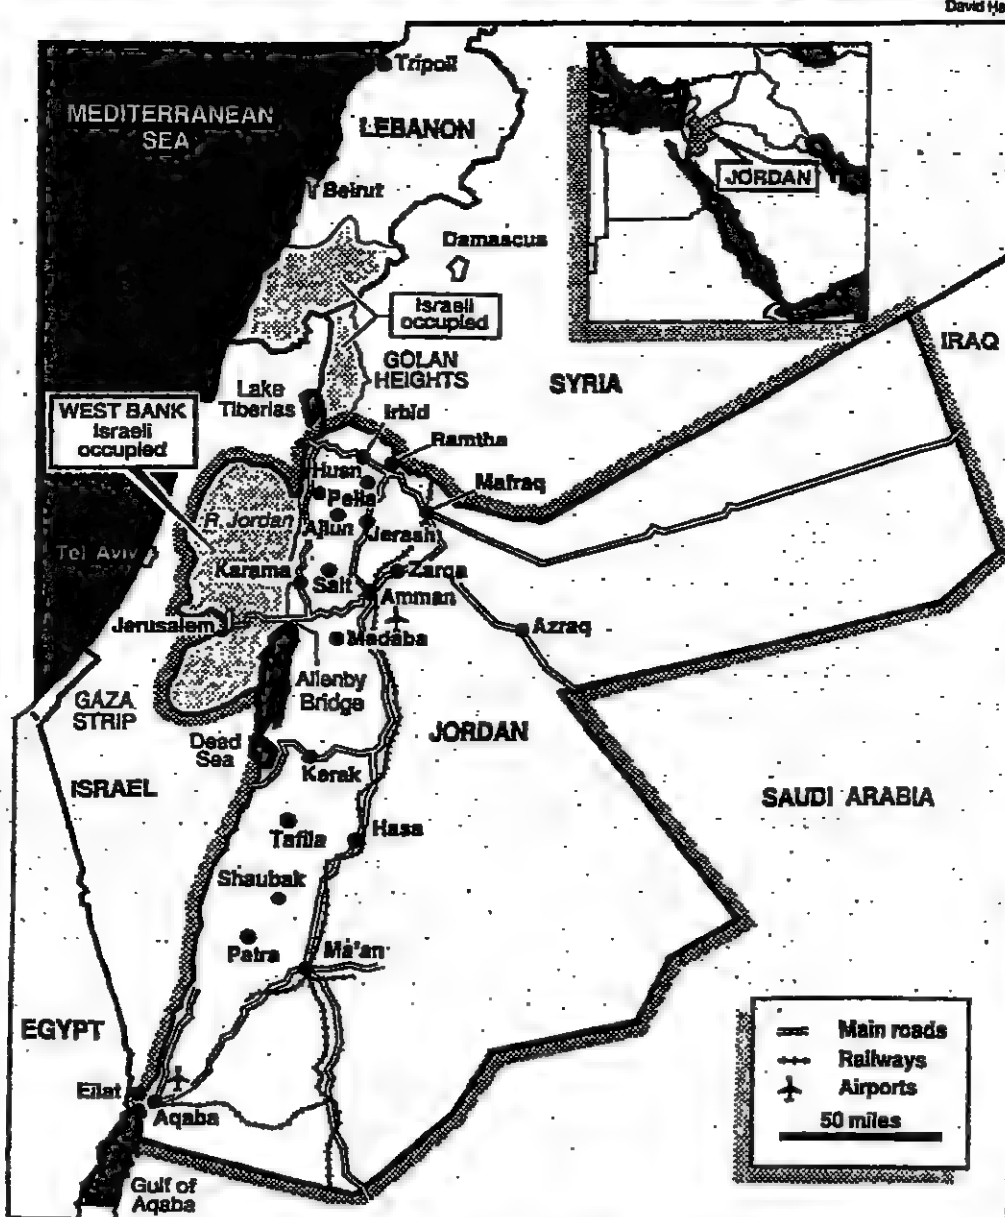 David Ha
Tripoli
MEDITERRANEAN
SEA
LEBANON
JORDAN
Beirut
Damascus
Israeli
occupied
GOLAN
HEIGHTS
SYRIA
IRAQ
Lake
Tiberias
WEST BANK
Israeli
occupied
Irbid
Ramtha
Husn
Mafraq
Pella
R. Jordan
Ajlun
Jerash
Tel Aviv
Karama
Salt
Zarqa
Amman
Jerusalem
Madaba
Azraq
Allenby
Bridge
GAZA
STRIP
JORDAN
Dead
Sea
Kerak
ISRAEL
SAUDI ARABIA
Tafila
Hasa
Shaubak
Petra
Ma'an
EGYPT
Main roads
Railways
Airports
50 miles
Eilat
Aqaba
Gulf of
Aqaba